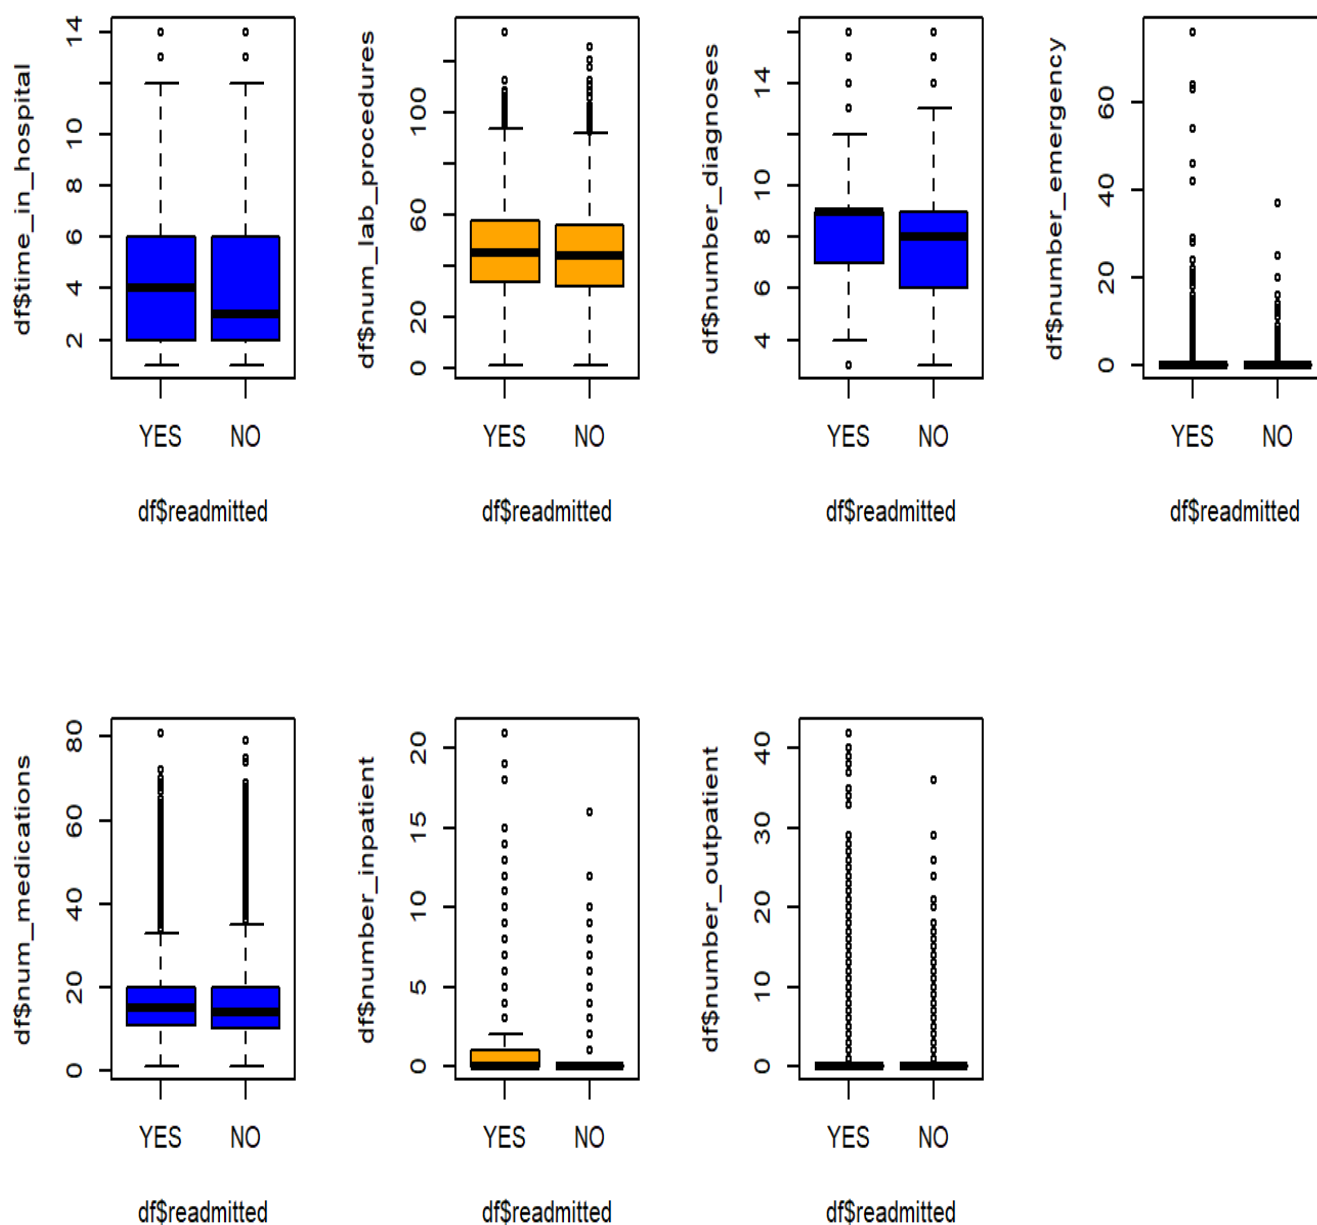 df$time_in_hospital
2
4
6
8
10
14
YES
NO
df$readmitted
df$num_lab_procedures
0
20
60
100
YES
NO
df$readmitted
df$number_diagnoses
4
6
8
10
14
YES
NO
df$readmitted
df$number_emergency
0
20
40
60
YES
NO
df$readmitted
df$num_medications
0
20
40
60
80
YES
NO
df$readmitted
df$number_inpatient
0
5
10
15
20
YES
NO
df$readmitted
df$number_outpatient
0
10
20
30
40
YES
NO
df$readmitted